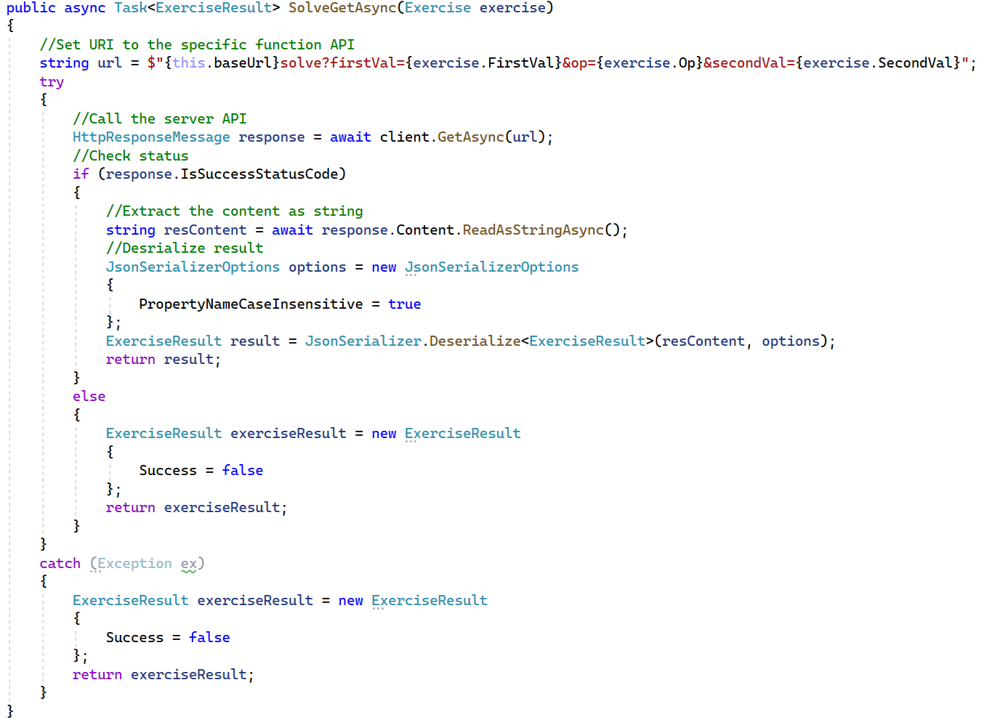 public async Task<ExerciseResult> SolveGetAsync(Exercise exercise)
{
    //Set URI to the specific function API
    string url = $"{this.baseUrl}solve?firstVal={exercise.FirstVal}&op={exercise.Op}&secondVal={exercise.SecondVal}";
    try
    {
        //Call the server API
        HttpResponseMessage response = await client.GetAsync(url);
        //Check status
        if (response.IsSuccessStatusCode)
        {
            //Extract the content as string
            string resContent = await response.Content.ReadAsStringAsync();
            //Desrialize result
            JsonSerializerOptions options = new JsonSerializerOptions
            {
                PropertyNameCaseInsensitive = true
            };
            ExerciseResult result = JsonSerializer.Deserialize<ExerciseResult>(resContent, options);
            return result;
        }
        else
        {
            ExerciseResult exerciseResult = new ExerciseResult
            {
                Success = false
            };
            return exerciseResult;
        }
    }
    catch (Exception ex)
    {
        ExerciseResult exerciseResult = new ExerciseResult
        {
            Success = false
        };
        return exerciseResult;
    }
}